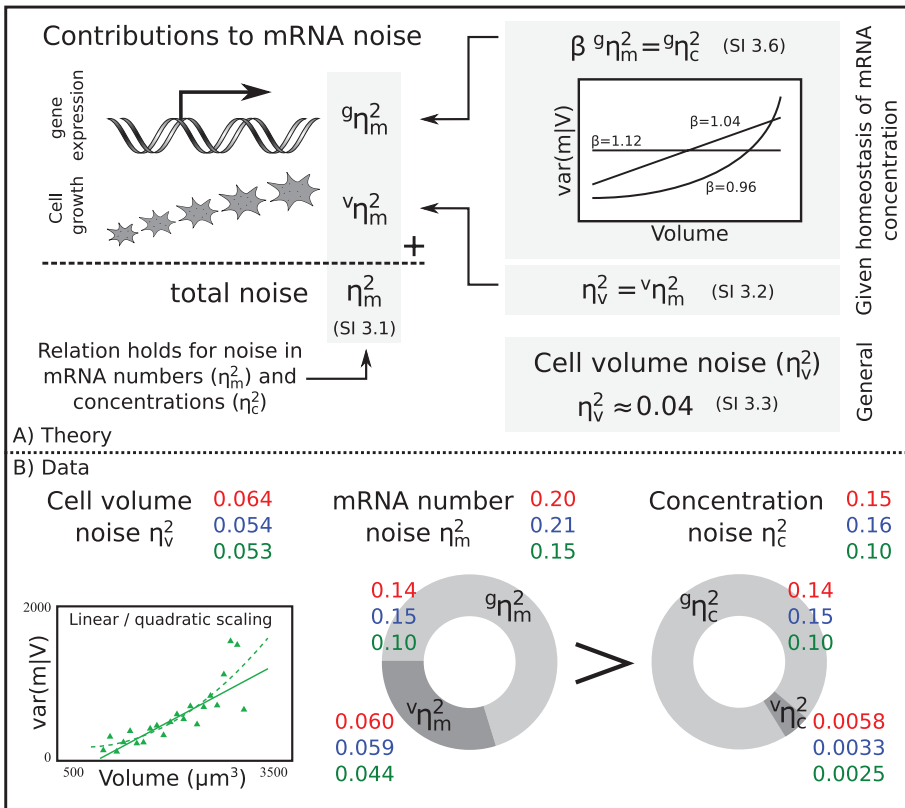 Contributions to mRNA noise
gene
expression
ᵍη²ₘ
Cell
growth
ᵛη²ₘ
+
total noise
η²ₘ
(SI 3.1)
Relation holds for noise in
mRNA numbers (η²ₘ) and
concentrations (η²c)
β ᵍη²ₘ = ᵍη²c (SI 3.6)
var(m|V)
β=1.12
β=1.04
β=0.96
Volume
η²ᵥ = ᵛη²ₘ (SI 3.2)
Given homeostasis of mRNA
concentration
Cell volume noise (η²ᵥ)
η²ᵥ ≈ 0.04 (SI 3.3)
General
A) Theory
B) Data
Cell volume
noise η²ᵥ
0.064
0.054
0.053
mRNA number
noise η²ₘ
0.20
0.21
0.15
Concentration
noise η²c
0.15
0.16
0.10
2000
Linear / quadratic scaling
var(m|V)
0
500
Volume (μm³)
3500
0.14
0.15
0.10
ᵍη²ₘ
ᵛη²ₘ
0.060
0.059
0.044
>
ᵍη²c
0.14
0.15
0.10
ᵛη²c
0.0058
0.0033
0.0025